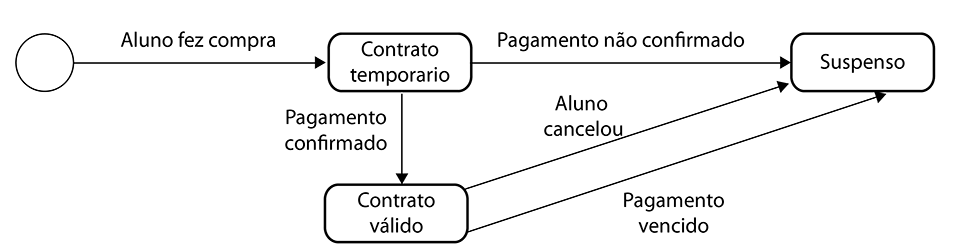 Aluno fez compra
Contrato
temporario
Pagamento não confirmado
Suspenso
Pagamento
confirmado
Aluno
cancelou
Contrato
válido
Pagamento
vencido